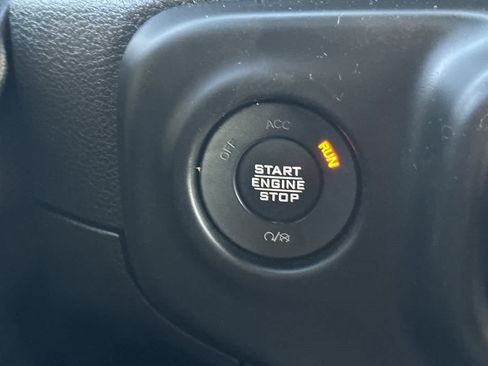 ACC
OFF
RUN
START
ENGINE
STOP